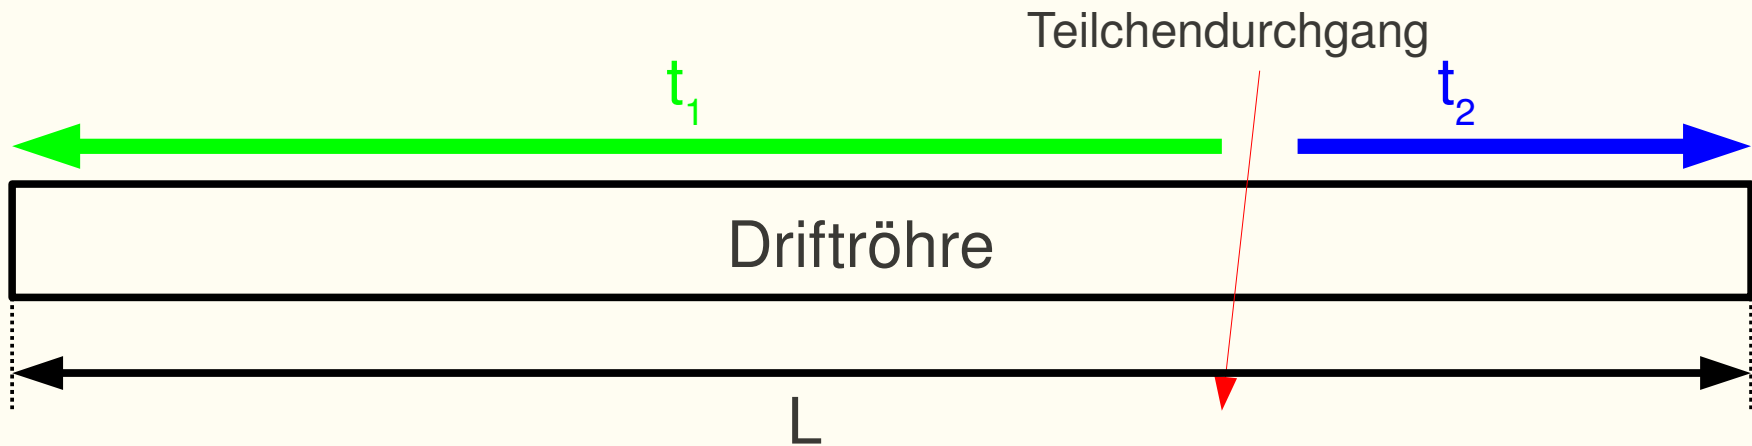 Teilchendurchgang
t₁
t₂
Driftröhre
L